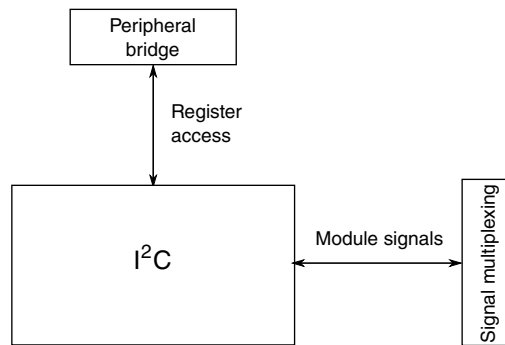 Peripheral
bridge
Register
access
I²C
Module signals
Signal multiplexing